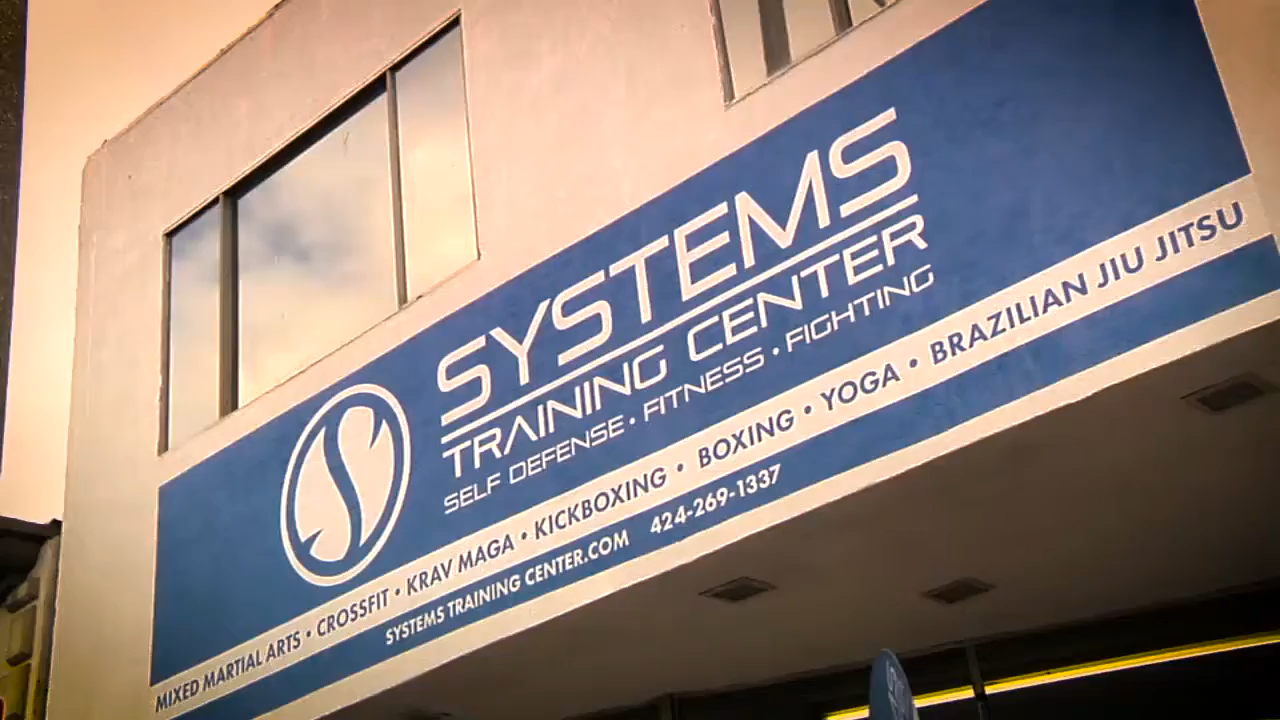 SYSTEMS
TRAINING CENTER
SELF DEFENSE • FITNESS • FIGHTING
MIXED MARTIAL ARTS • CROSSFIT • KRAV MAGA • KICKBOXING • BOXING • YOGA • BRAZILIAN JIU JITSU
SYSTEMS TRAINING CENTER.COM 424-269-1337